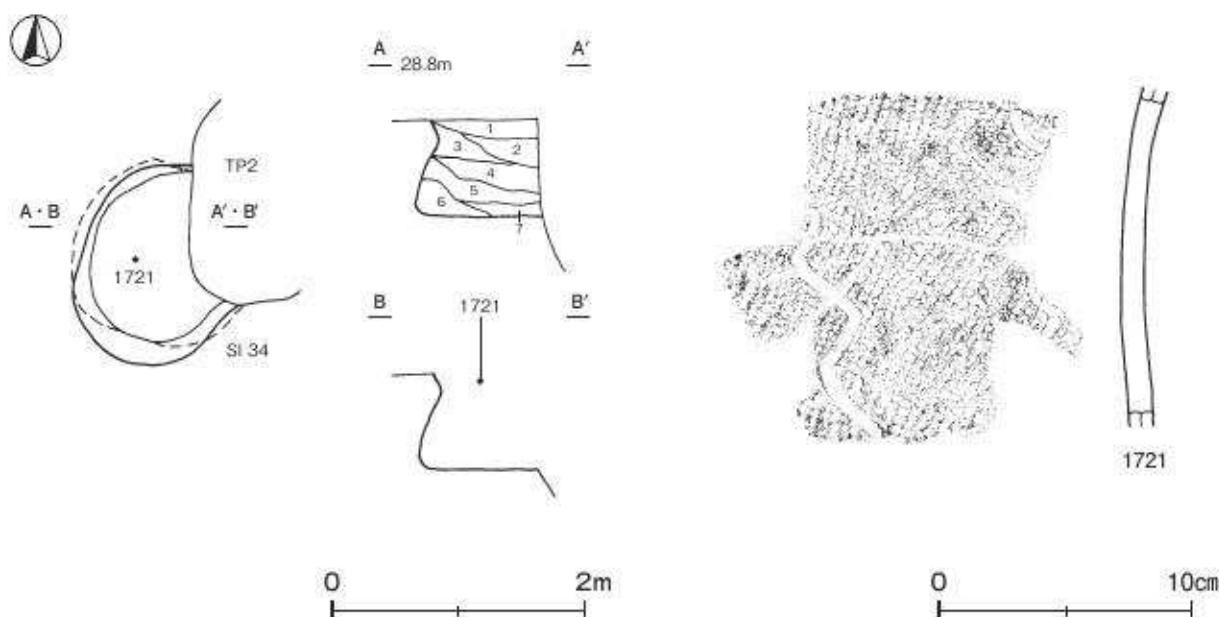 A A′
28.8m
1
2
3
4
5
6
7
TP2
A・B A′・B′
1721
SI 34
B 1721 B′
1721
0 2m
0 10cm